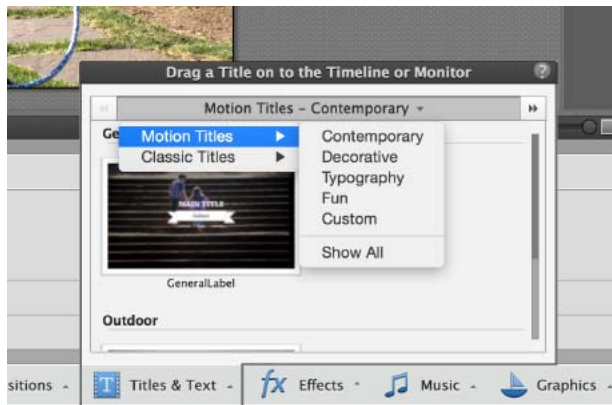 Drag a Title on to the Timeline or Monitor
?
Motion Titles – Contemporary
Ge
Motion Titles
Classic Titles
Contemporary
Decorative
Typography
Fun
Custom
Show All
MAIN TITLE
GeneralLabel
Outdoor
sitions
T Titles & Text
fx Effects
Music
Graphics